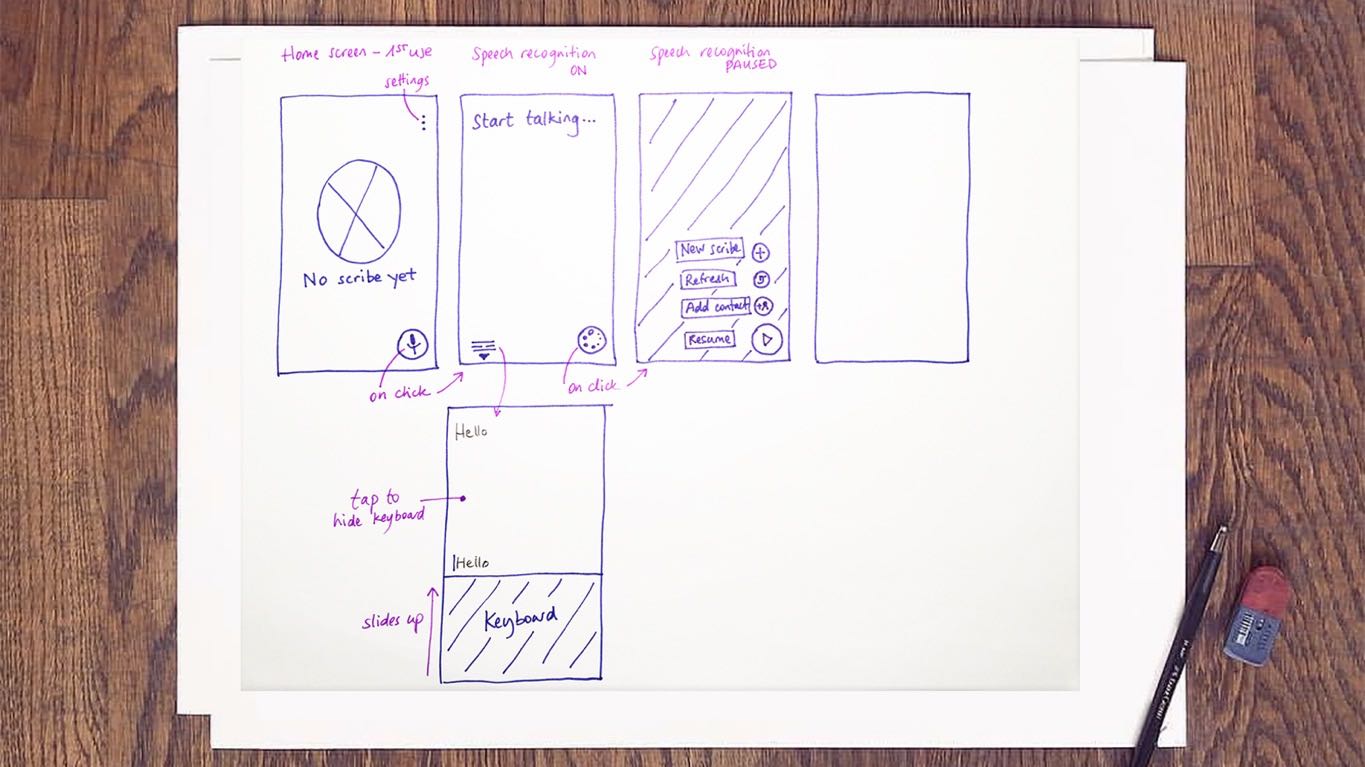 Home screen - 1ST use
settings
No scribe yet
on click
Speech recognition
ON
Start talking...
on click
Speech recognition
PAUSED
New scribe
Refresh
Add contact
Resume
Hello
tap to
hide keyboard
Hello
slides up
Keyboard